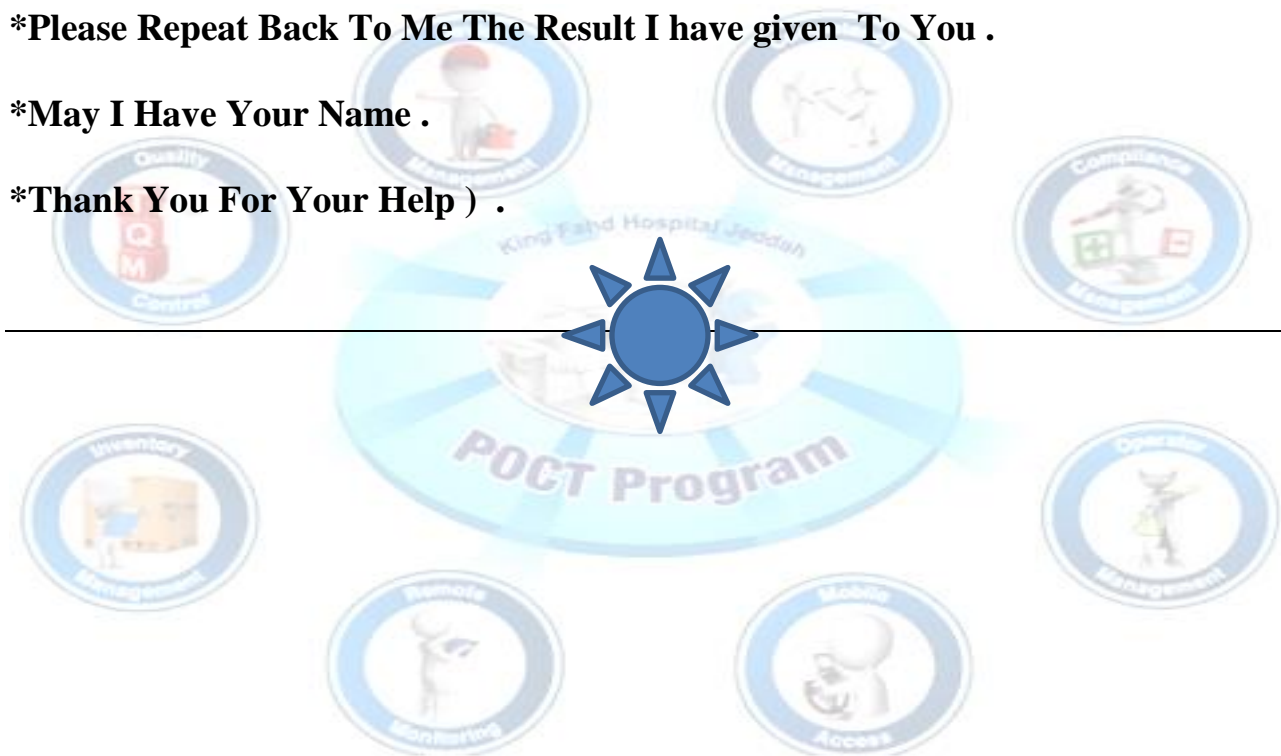 *Please Repeat Back To Me The Result I have given  To You .
*May I Have Your Name .
*Thank You For Your Help )  .
Management
Management
Quality
Q
M
Control
Compliance
Management
King Fahd Hospital Jeddah
POCT Program
Inventory
Management
Operator
Management
Remote
Monitoring
Mobile
Access